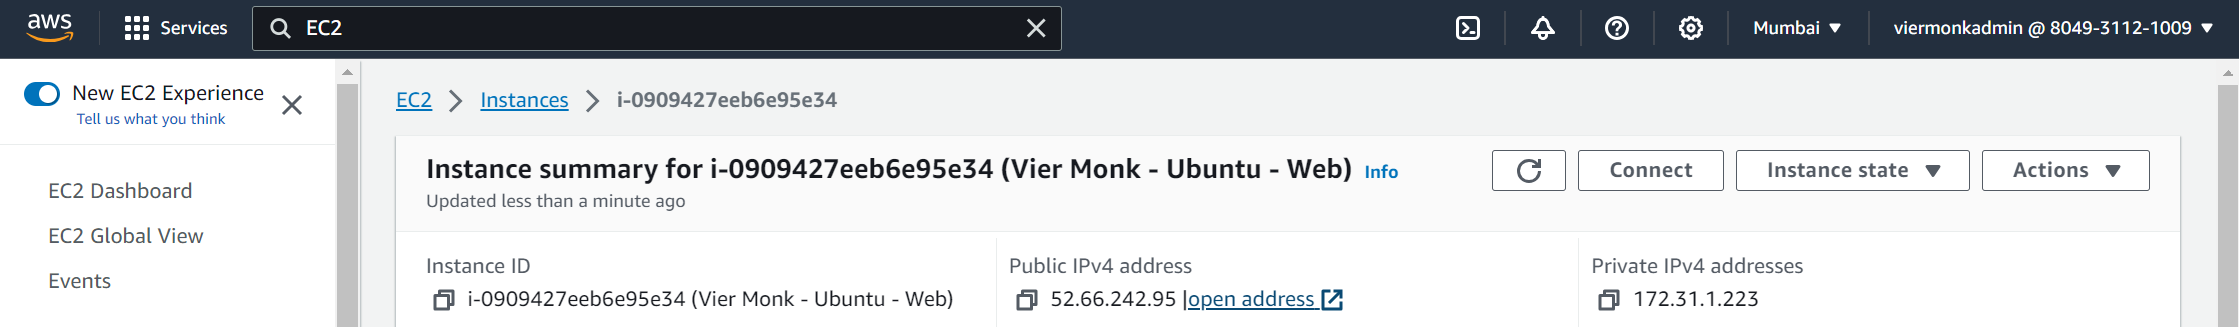 aws
Services
EC2
Mumbai
viermonkadmin @ 8049-3112-1009
New EC2 Experience
Tell us what you think
EC2 Dashboard
EC2 Global View
Events
EC2 > Instances > i-0909427eeb6e95e34
Instance summary for i-0909427eeb6e95e34 (Vier Monk - Ubuntu - Web) Info
Updated less than a minute ago
Connect
Instance state
Actions
Instance ID
i-0909427eeb6e95e34 (Vier Monk - Ubuntu - Web)
Public IPv4 address
52.66.242.95 |open address
Private IPv4 addresses
172.31.1.223